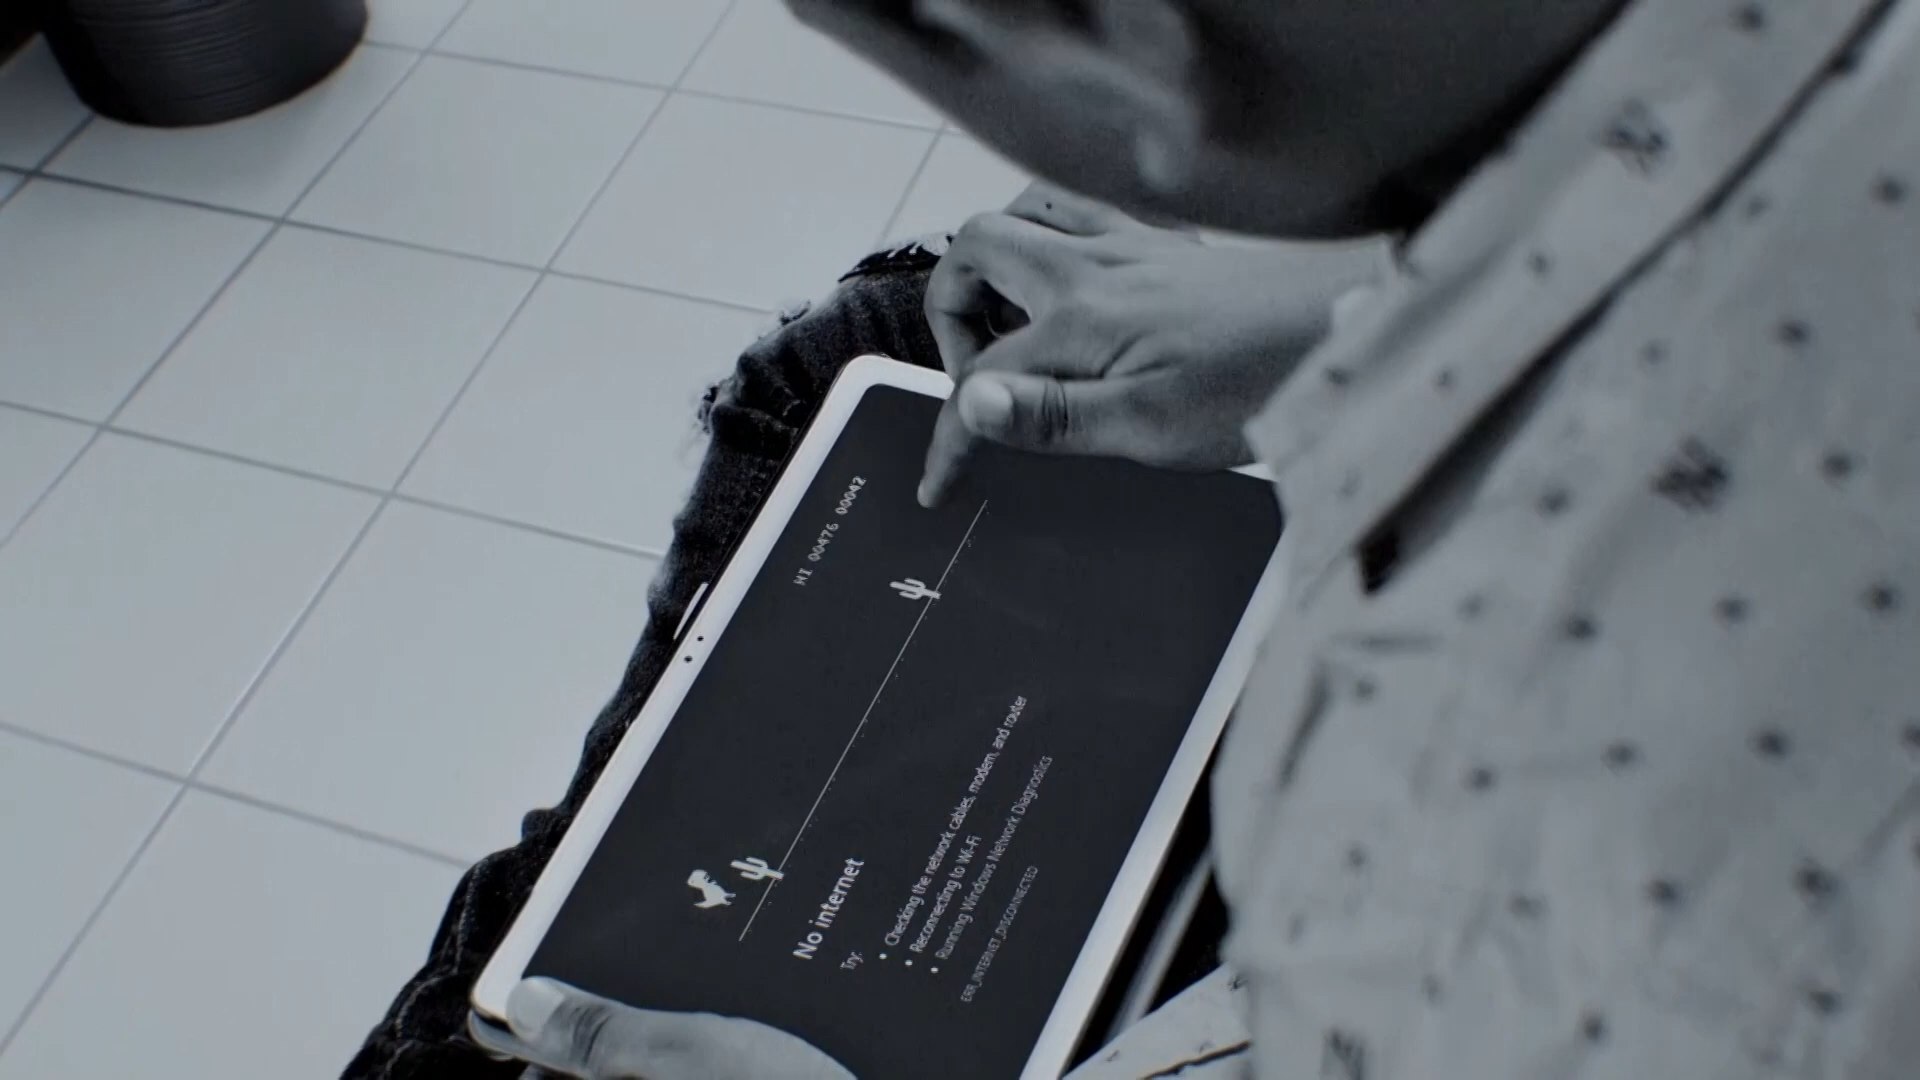 HI 00476 00042
No internet
Try:
• Checking the network cables, modem, and router
• Reconnecting to Wi-Fi
• Running Windows Network Diagnostics
ERR_INTERNET_DISCONNECTED